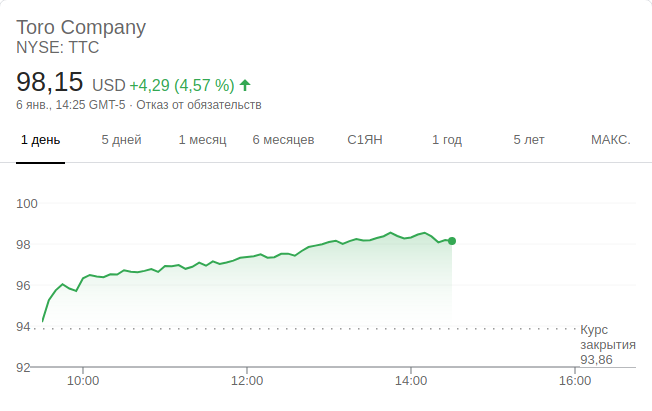 Toro Company
NYSE: TTC
98,15 USD +4,29 (4,57 %)
6 янв., 14:25 GMT-5 · Отказ от обязательств
1 день 5 дней 1 месяц 6 месяцев С1ЯН 1 год 5 лет МАКС.
100
98
96
94
Курс
закрытия
93,86
92
10:00 12:00 14:00 16:00